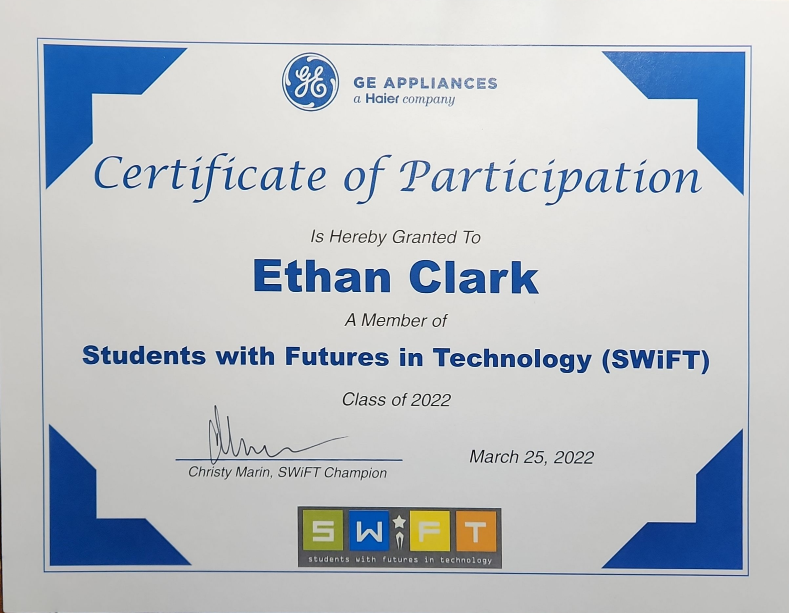 GE
GE APPLIANCES
a Haier company
Certificate of Participation
Is Hereby Granted To
Ethan Clark
A Member of
Students with Futures in Technology (SWiFT)
Class of 2022
March 25, 2022
Christy Marin, SWiFT Champion
SWiFT
students with futures in technology